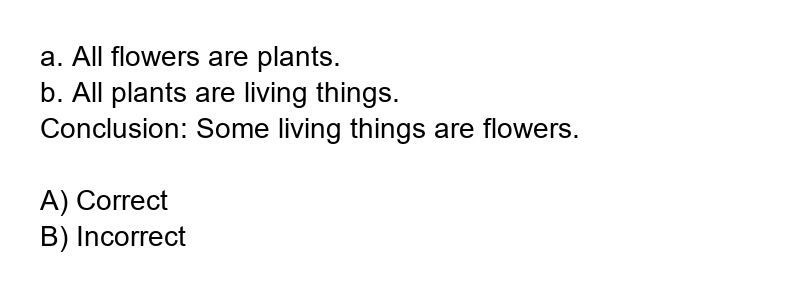 a. All flowers are plants.
b. All plants are living things.
Conclusion: Some living things are flowers.
A) Correct
B) Incorrect